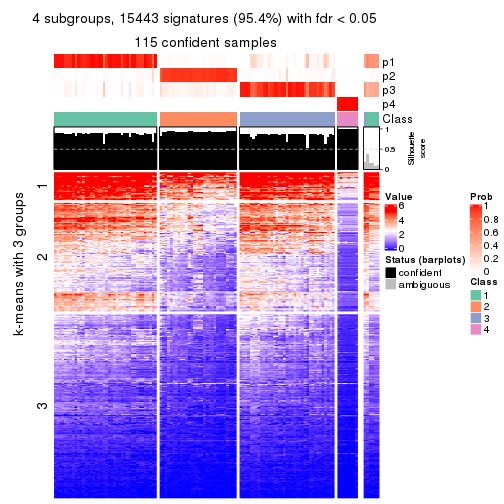 4 subgroups, 15443 signatures (95.4%) with fdr < 0.05
115 confident samples
p1
p2
p3
p4
Class
1
0.5
0
Silhouette
score
k-means with 3 groups
1
2
3
Value
6
4
2
0
Status (barplots)
confident
ambiguous
Prob
1
0.8
0.6
0.4
0.2
0
Class
1
2
3
4